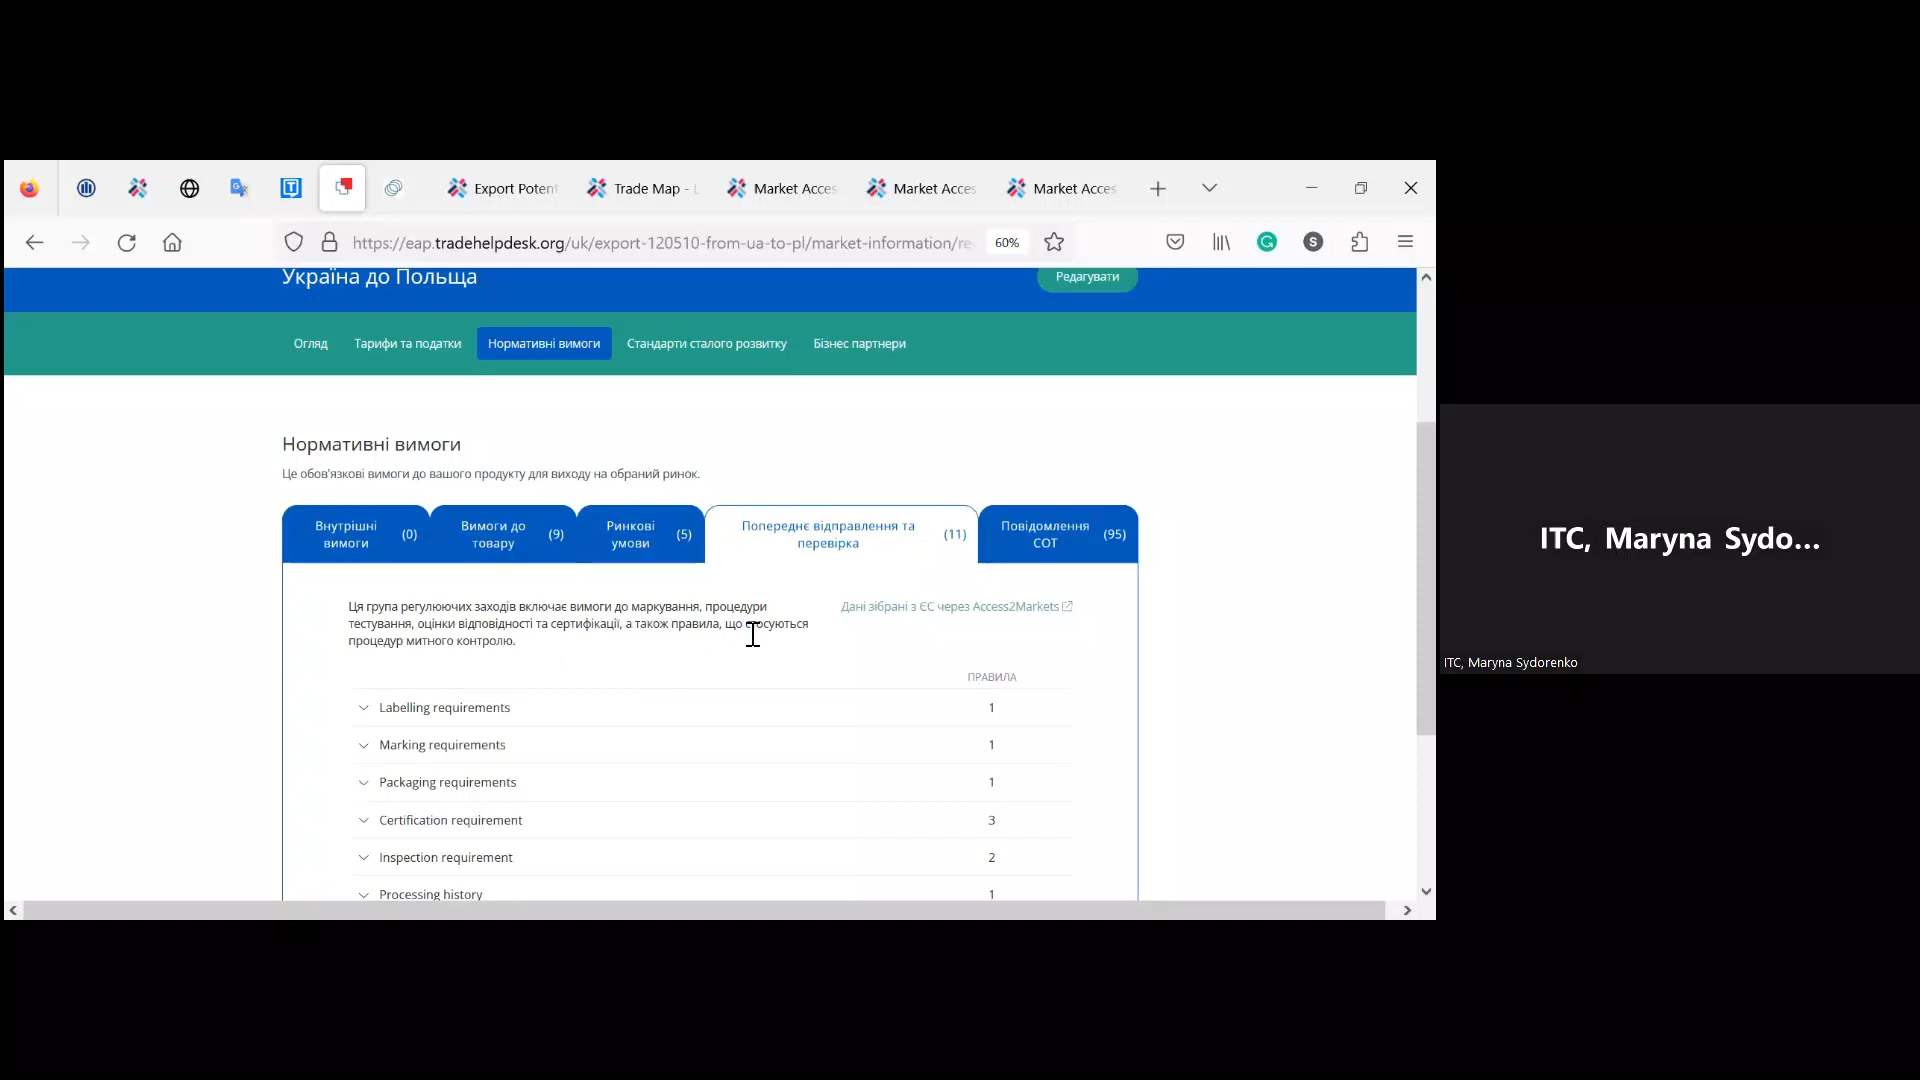 Export Potent
Trade Map - L
Market Acces
Market Acces
Market Acces
https://eap.tradehelpdesk.org/uk/export-120510-from-ua-to-pl/market-information/re
60%
Україна до Польща
Редагувати
Огляд
Тарифи та податки
Нормативні вимоги
Стандарти сталого розвитку
Бізнес партнери
Нормативні вимоги
Це обов'язкові вимоги до вашого продукту для виходу на обраний ринок.
Внутрішні
вимоги
(0)
Вимоги до
товару
(9)
Ринкові
умови
(5)
Попереднє відправлення та
перевірка
(11)
Повідомлення
СОТ
(95)
Ця група регулюючих заходів включає вимоги до маркування, процедури
тестування, оцінки відповідності та сертифікації, а також правила, що стосуються
процедур митного контролю.
Дані зібрані з ЄС через Access2Markets
ПРАВИЛА
Labelling requirements 1
Marking requirements 1
Packaging requirements 1
Certification requirement 3
Inspection requirement 2
Processing history 1
ITC, Maryna Sydo...
ITC, Maryna Sydorenko